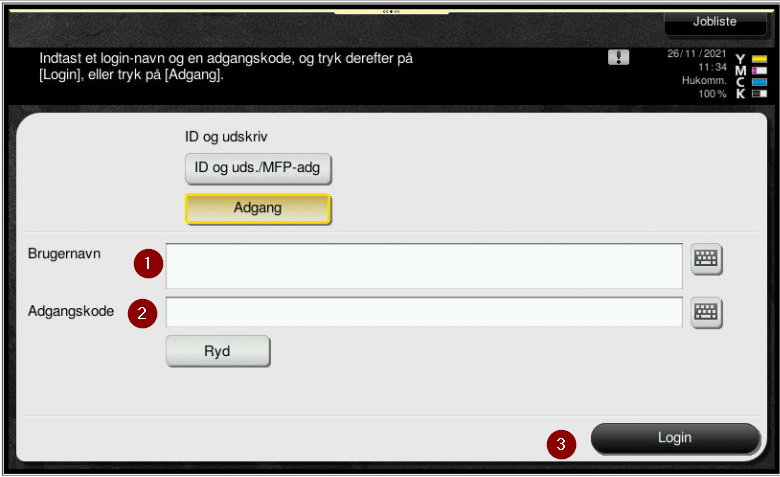 Jobliste
Indtast et login-navn og en adgangskode, og tryk derefter på
[Login], eller tryk på [Adgang].
26/11/2021
11:34
Hukomm.
100%
Y
M
C
K
ID og udskriv
ID og uds./MFP-adg
Adgang
Brugernavn
1
Adgangskode
2
Ryd
3
Login